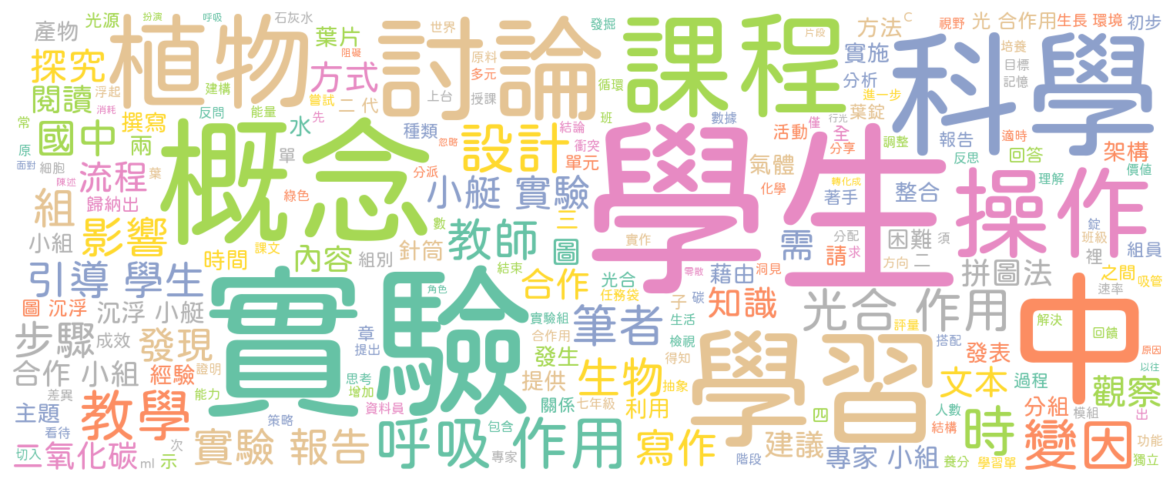 植物
討論
課程
科學
概念
學生
操作
實驗
學習
中
探究
閱讀
國中
撰寫
兩
產物
光源
葉片
石灰水
扮演
呼吸
方式
反問
能量
嘗試
二代
建構
浮起
消耗
常
原
面對
細胞
陳述
葉
流程
歸納出
綠色
單
水
先
阻礙
世界
上台
原料
多元
授課
種類
忽略
結論
衝突
單元
分派
設計
循環
班
片段
數據
方法
C
實施
分析
進一步
葉錠
活動
僅
行光
全
分享
調整
視野
光 合作用
生長 環境
初步
發掘
培養
目標
記憶
報告
適時
反思
回答
架構
價值
理解
化學
轉化成
氣體
著手
整合
組
小組
影響
時間
課文
內容
組別
數
針筒
教師
小艇 實驗
三
圖
實作
零散
洞見
需
請
求
分配
方向
困難
二
須
錠
班級
裡
組員
拼圖法
之間
速率
吸管
引導 學生
圖 沉浮
沉浮 小艇
步驟
成效
發現
合作 小組
經驗
證明
差異
能力
主題
看待
切入
教學
二氧化碳
ml
示
次
實驗 報告
策略
思考
增加
資料員
章
提出
角色
結束
合作
光合
任務袋
實驗組
合作用
筆者
發生
提供
關係
包含
專家
七年級
呼吸 作用
生物
抽象
利用
四
寫作
階段
建議
得知
檢視
生活
子
碳
藉由
知識
光合 作用
評量
搭配
發表
文本
人數
結構
養分
學習單
專家 小組
時
過程
分組
模組
出
變因
觀察
解決
回饋
原因
以往
功能
獨立